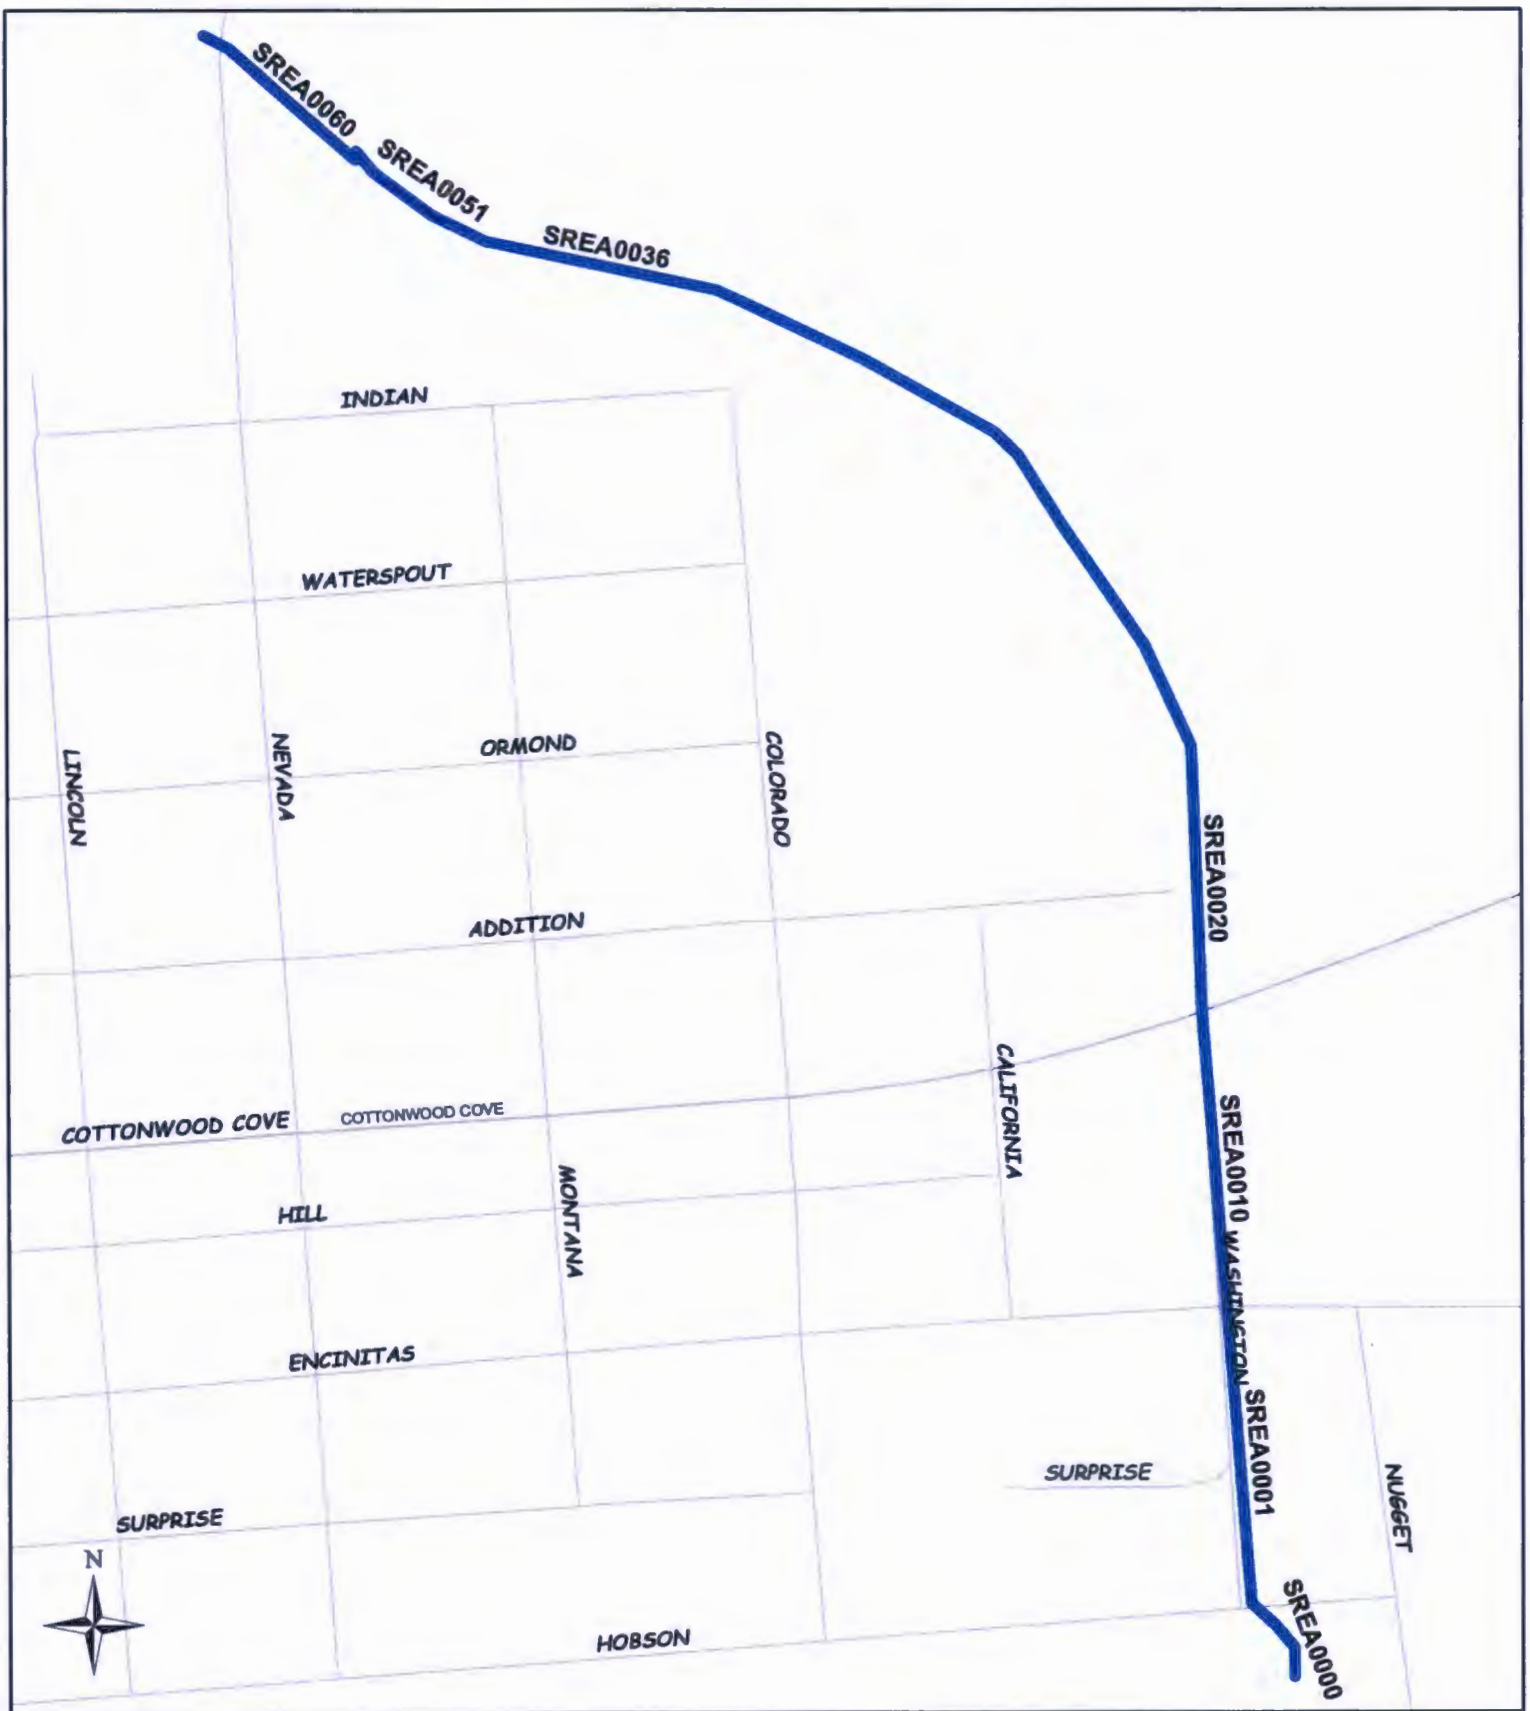 SREA0060
SREA0051
SREA0036
INDIAN
WATERSPOUT
LINCOLN
NEVADA
ORMOND
COLORADO
SREA0020
ADDITION
CALIFORNIA
COTTONWOOD COVE
COTTONWOOD COVE
SREA0010
MONTANA
HILL
WASHINGTON
ENCINITAS
SREA0001
SURPRISE
NUGGET
SURPRISE
N
SREA0000
HOBSON